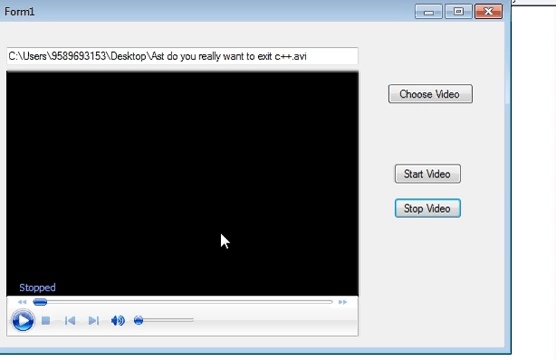 Form1
C:\Users\9589693153\Desktop\Ast do you really want to exit c++.avi
Choose Video
Start Video
Stop Video
Stopped